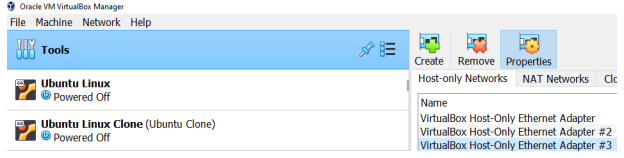 Oracle VM VirtualBox Manager
File Machine Network Help
Tools
Create Remove Properties
Ubuntu Linux
Powered Off
Ubuntu Linux Clone (Ubuntu Clone)
Powered Off
Host-only Networks NAT Networks Clo
Name
VirtualBox Host-Only Ethernet Adapter
VirtualBox Host-Only Ethernet Adapter #2
VirtualBox Host-Only Ethernet Adapter #3